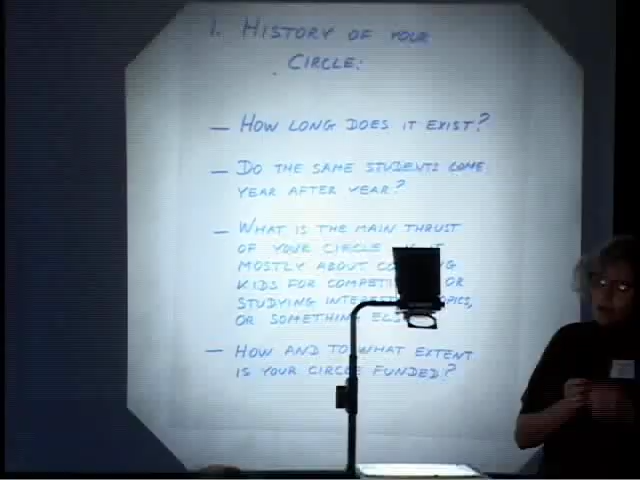 1. HISTORY OF YOUR
CIRCLE:
— HOW LONG DOES IT EXIST?
— DO THE SAME STUDENTS COME
YEAR AFTER YEAR?
— WHAT IS THE MAIN THRUST
OF YOUR CIRCLE
MOSTLY ABOUT
KIDS FOR OR
STUDYING
OR SOMETHING
— HOW AND TO WHAT EXTENT
IS YOUR CIRCLE FUNDED?